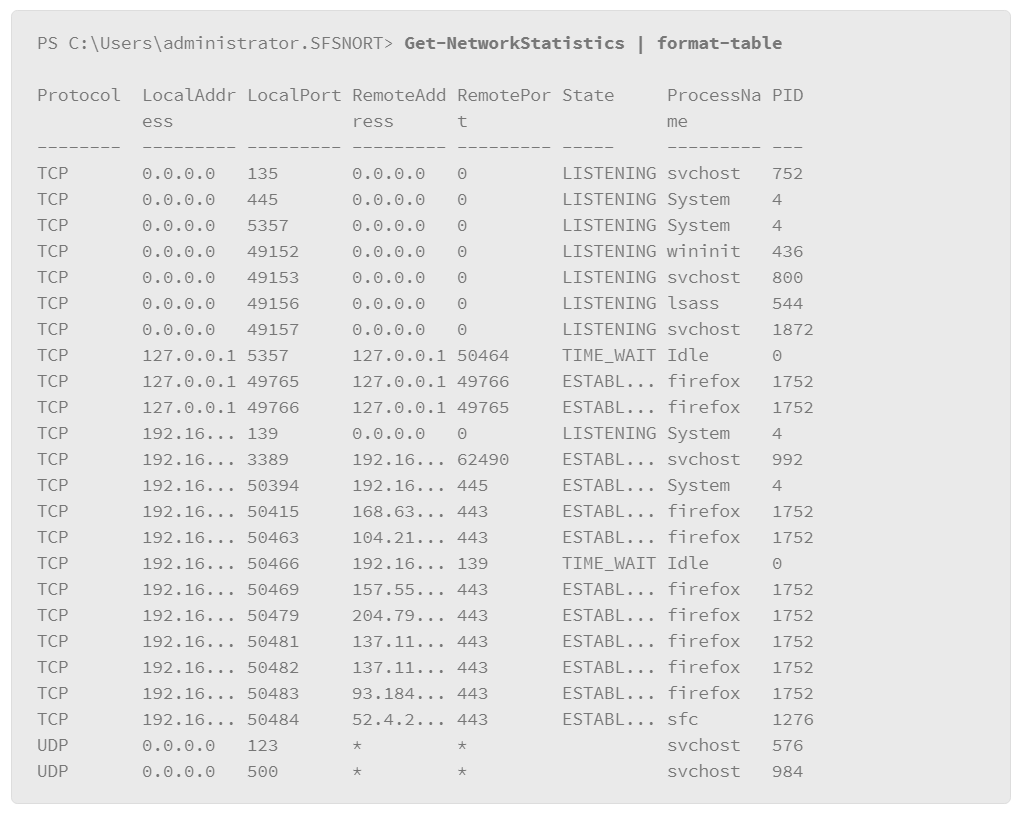 PS C:\Users\administrator.SFSNORT> Get-NetworkStatistics | format-table
Protocol  LocalAddr LocalPort RemoteAdd RemotePor State     ProcessNa PID
          ess                 ress      t                   me
--------  --------- --------- --------- --------- -----     --------- ---
TCP       0.0.0.0   135       0.0.0.0   0         LISTENING svchost   752
TCP       0.0.0.0   445       0.0.0.0   0         LISTENING System    4
TCP       0.0.0.0   5357      0.0.0.0   0         LISTENING System    4
TCP       0.0.0.0   49152     0.0.0.0   0         LISTENING wininit   436
TCP       0.0.0.0   49153     0.0.0.0   0         LISTENING svchost   800
TCP       0.0.0.0   49156     0.0.0.0   0         LISTENING lsass     544
TCP       0.0.0.0   49157     0.0.0.0   0         LISTENING svchost   1872
TCP       127.0.0.1 5357      127.0.0.1 50464     TIME_WAIT Idle      0
TCP       127.0.0.1 49765     127.0.0.1 49766     ESTABL... firefox   1752
TCP       127.0.0.1 49766     127.0.0.1 49765     ESTABL... firefox   1752
TCP       192.16... 139       0.0.0.0   0         LISTENING System    4
TCP       192.16... 3389      192.16... 62490     ESTABL... svchost   992
TCP       192.16... 50394     192.16... 445       ESTABL... System    4
TCP       192.16... 50415     168.63... 443       ESTABL... firefox   1752
TCP       192.16... 50463     104.21... 443       ESTABL... firefox   1752
TCP       192.16... 50466     192.16... 139       TIME_WAIT Idle      0
TCP       192.16... 50469     157.55... 443       ESTABL... firefox   1752
TCP       192.16... 50479     204.79... 443       ESTABL... firefox   1752
TCP       192.16... 50481     137.11... 443       ESTABL... firefox   1752
TCP       192.16... 50482     137.11... 443       ESTABL... firefox   1752
TCP       192.16... 50483     93.184... 443       ESTABL... firefox   1752
TCP       192.16... 50484     52.4.2... 443       ESTABL... sfc       1276
UDP       0.0.0.0   123       *         *                   svchost   576
UDP       0.0.0.0   500       *         *                   svchost   984